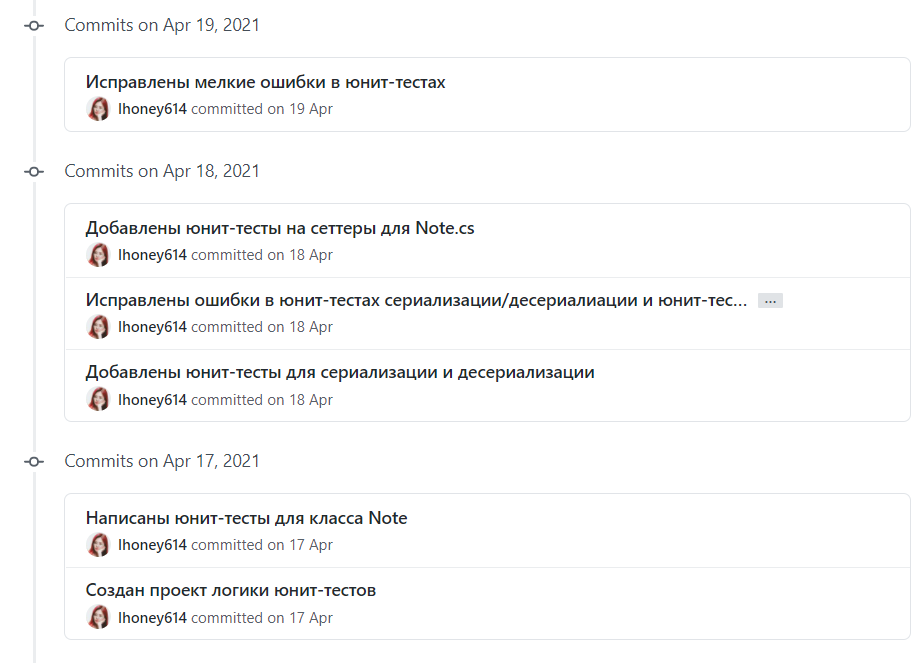 Commits on Apr 19, 2021
Исправлены мелкие ошибки в юнит-тестах
lhoney614 committed on 19 Apr
Commits on Apr 18, 2021
Добавлены юнит-тесты на сеттеры для Note.cs
lhoney614 committed on 18 Apr
Исправлены ошибки в юнит-тестах сериализации/десериалиации и юнит-тес... ...
lhoney614 committed on 18 Apr
Добавлены юнит-тесты для сериализации и десериализации
lhoney614 committed on 18 Apr
Commits on Apr 17, 2021
Написаны юнит-тесты для класса Note
lhoney614 committed on 17 Apr
Создан проект логики юнит-тестов
lhoney614 committed on 17 Apr